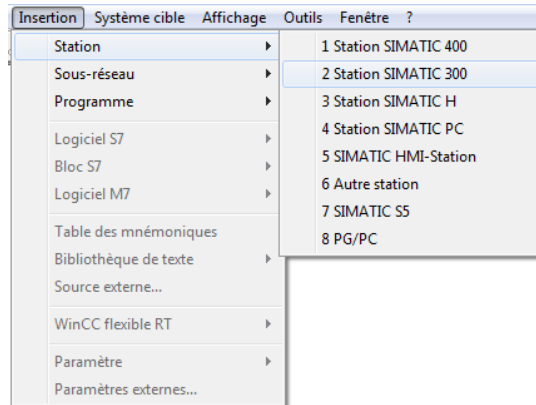 Insertion Système cible Affichage Outils Fenêtre ?
Station
Sous-réseau
Programme
Logiciel S7
Bloc S7
Logiciel M7
Table des mnémoniques
Bibliothèque de texte
Source externe...
WinCC flexible RT
Paramètre
Paramètres externes...
1 Station SIMATIC 400
2 Station SIMATIC 300
3 Station SIMATIC H
4 Station SIMATIC PC
5 SIMATIC HMI-Station
6 Autre station
7 SIMATIC S5
8 PG/PC